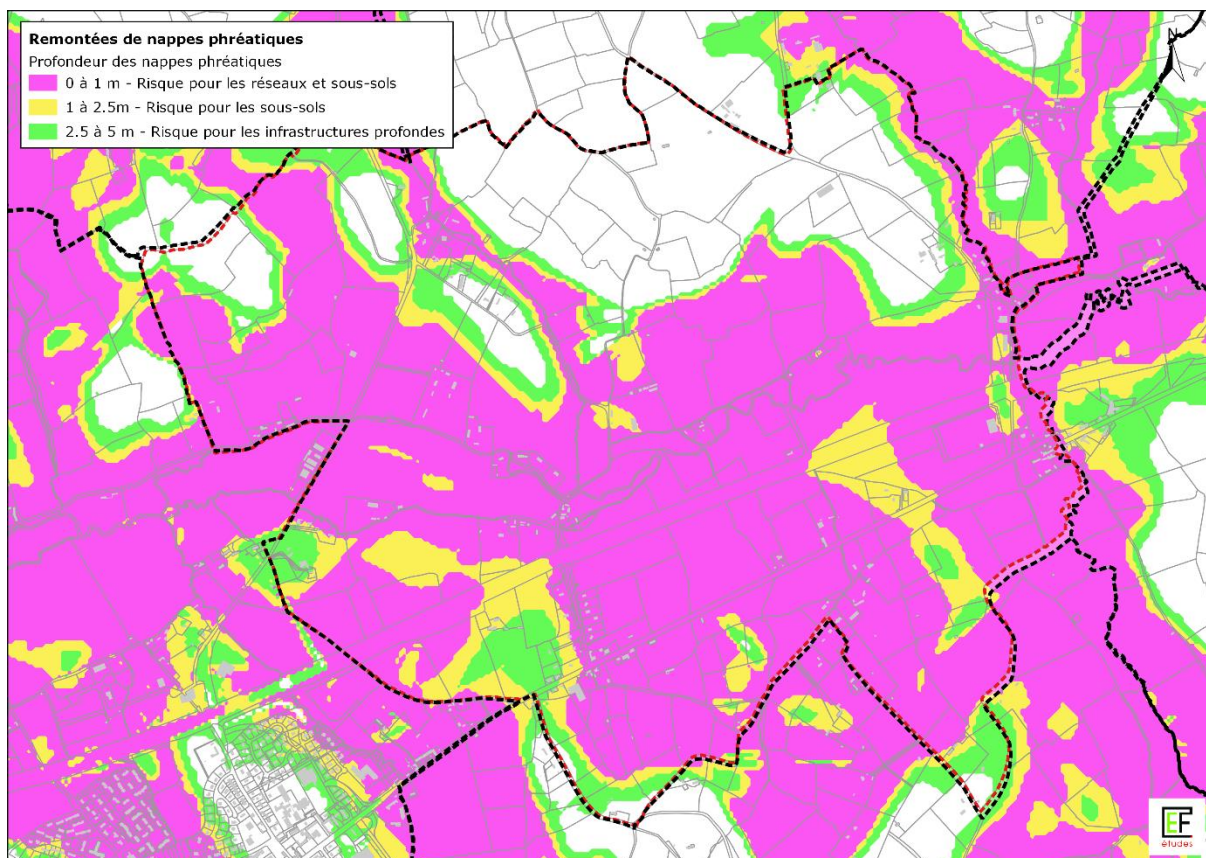 Remontées de nappes phréatiques
Profondeur des nappes phréatiques
0 à 1 m - Risque pour les réseaux et sous-sols
1 à 2.5m - Risque pour les sous-sols
2.5 à 5 m - Risque pour les infrastructures profondes
N
EF
études